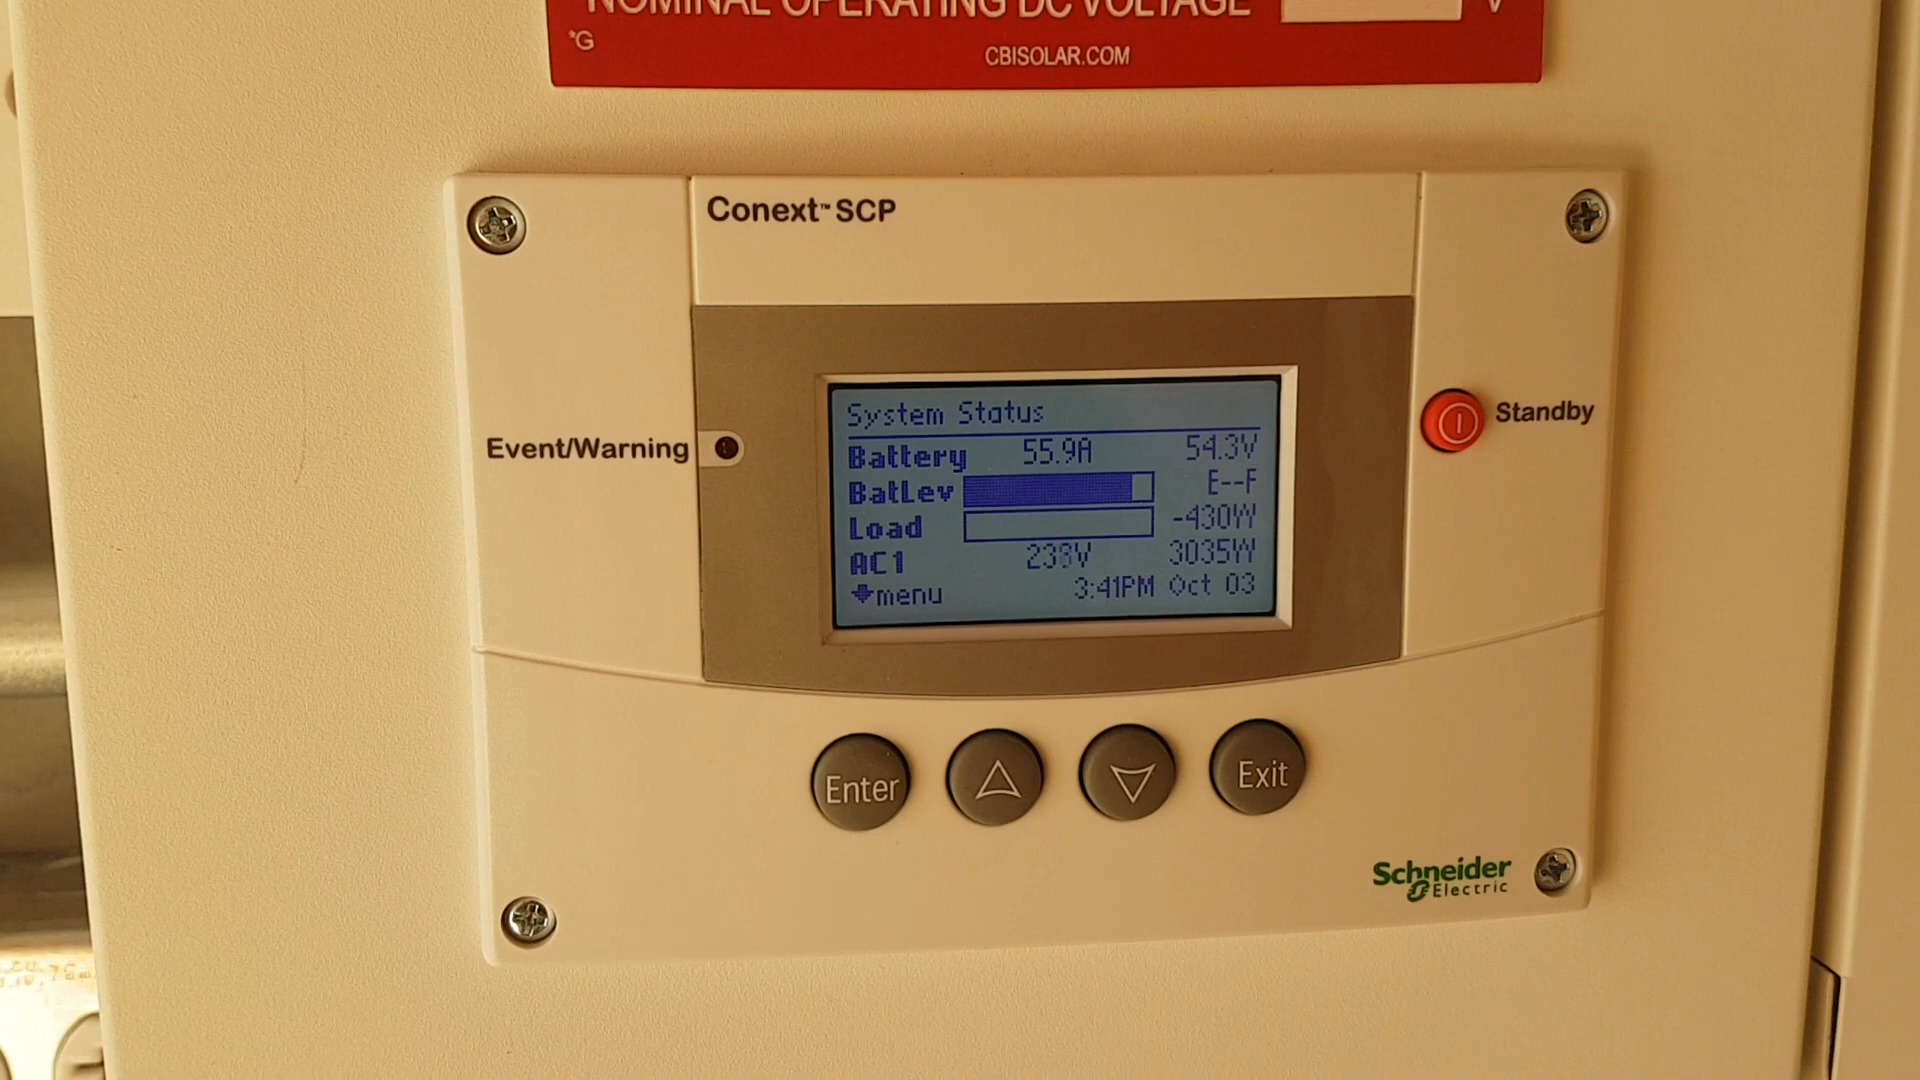 NOMINAL OPERATING DC VOLTAGE V
*G
CBISOLAR.COM
Conext™ SCP
Event/Warning
Standby
System Status
Battery 55.9A 54.3V
BatLev E--F
Load -430W
AC1 238V 3035W
menu 3:41PM Oct 03
Enter
Exit
Schneider
Electric